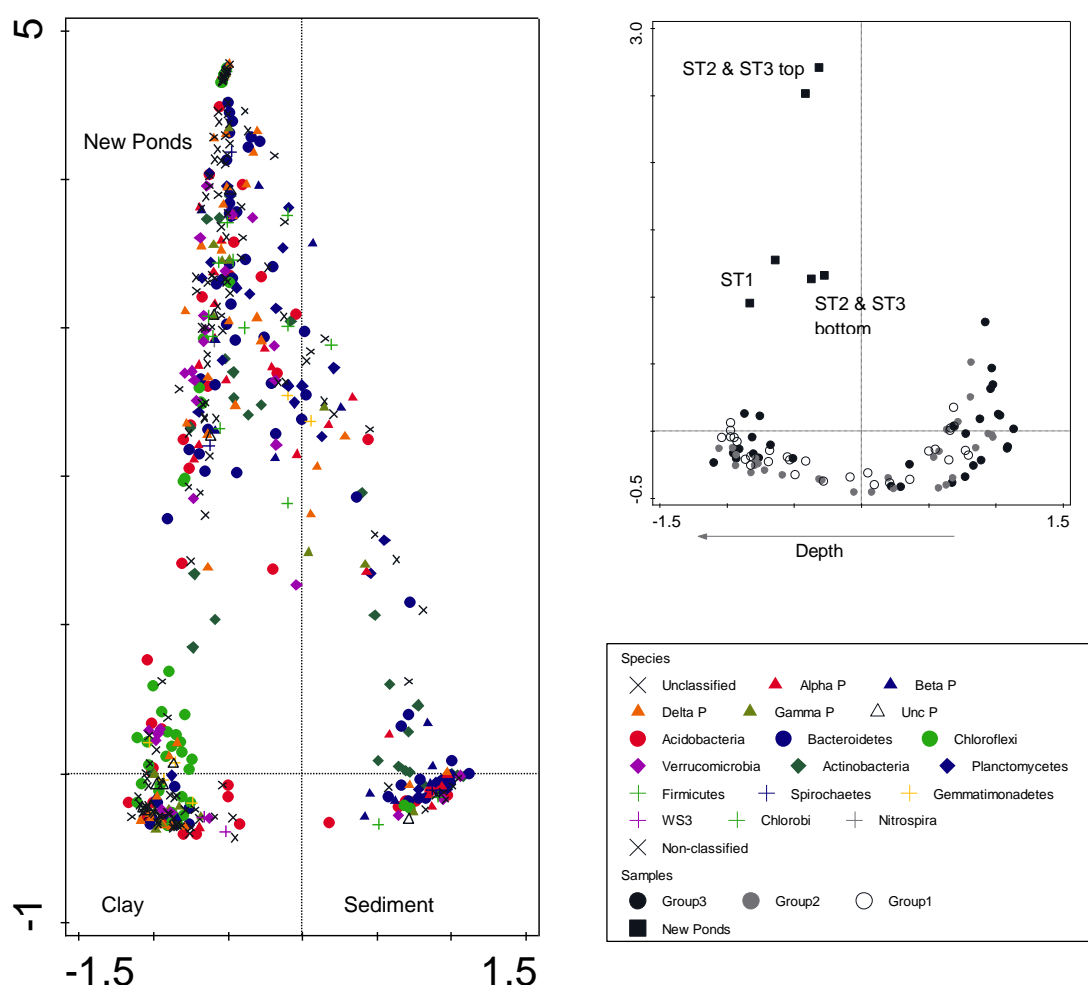 5
New Ponds
Clay
Sediment
-1
-1.5
1.5
3.0
ST2 & ST3 top
ST1
ST2 & ST3
bottom
-0.5
-1.5
1.5
Depth
Species
Unclassified Alpha P Beta P
Delta P Gamma P Unc P
Acidobacteria Bacteroidetes Chloroflexi
Verrucomicrobia Actinobacteria Planctomycetes
Firmicutes Spirochaetes Gemmatimonadetes
WS3 Chlorobi Nitrospira
Non-classified
Samples
Group3 Group2 Group1
New Ponds